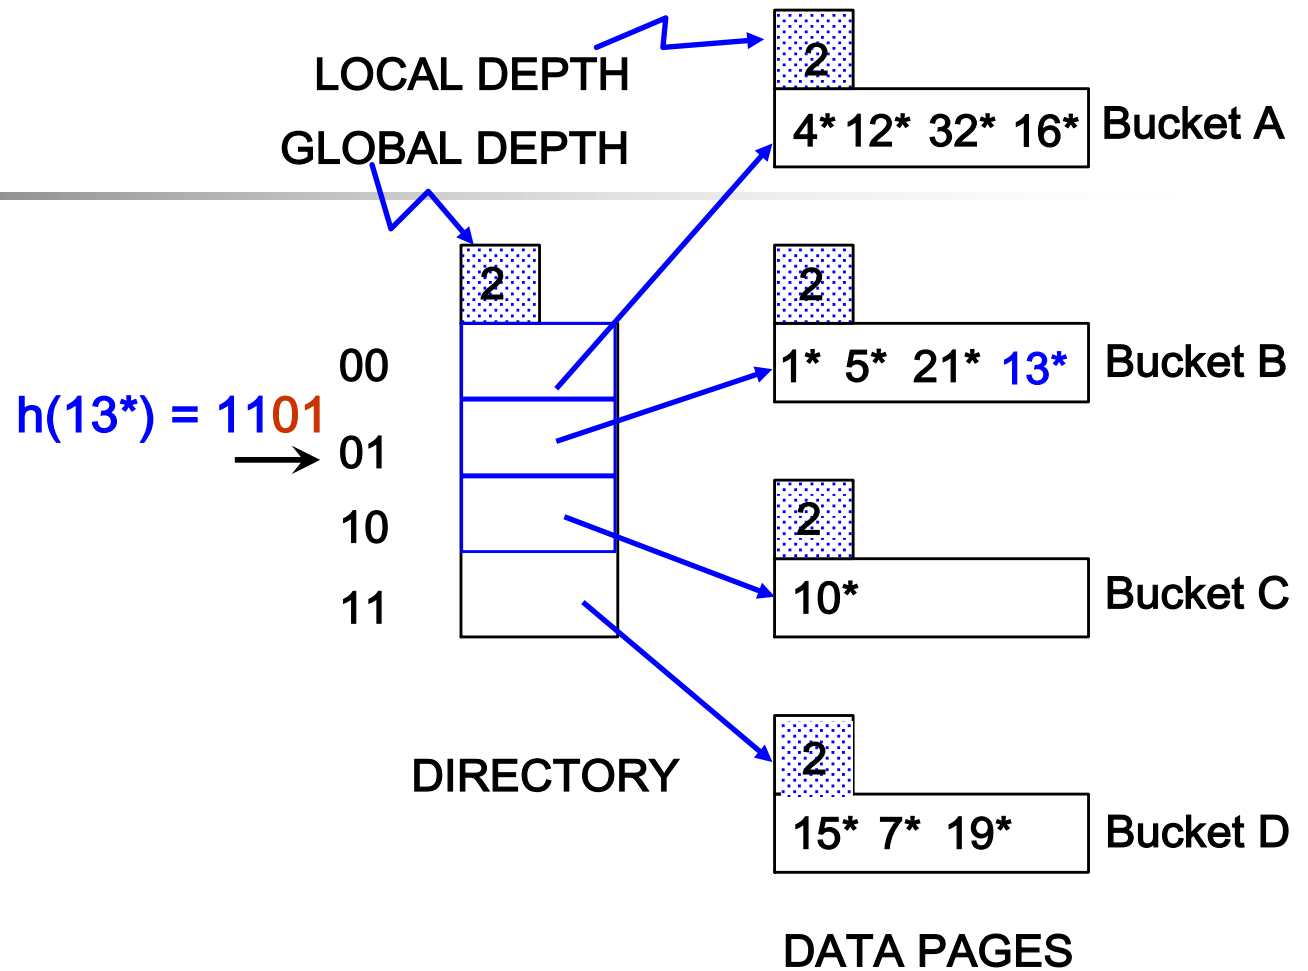 2
LOCAL DEPTH
4* 12* 32* 16* Bucket A
GLOBAL DEPTH
2
2
00
1* 5* 21* 13* Bucket B
h(13*) = 1101
01
2
10
10* Bucket C
11
2
DIRECTORY
15* 7* 19* Bucket D
DATA PAGES